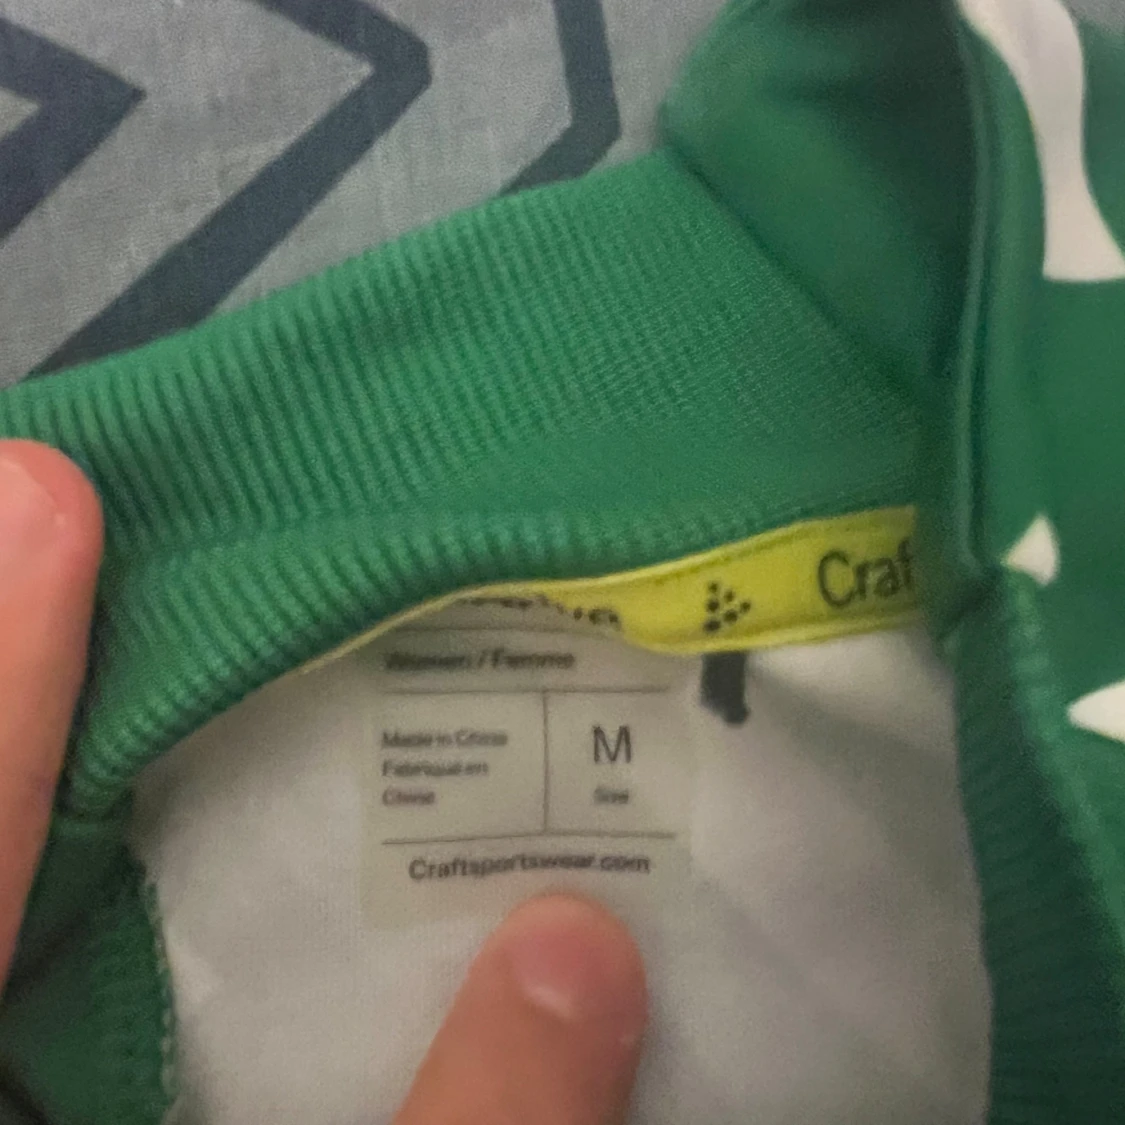 Craf
Women / Femme
Made in China
Fabriqué en
Chine
M
Size
Craftsportswear.com